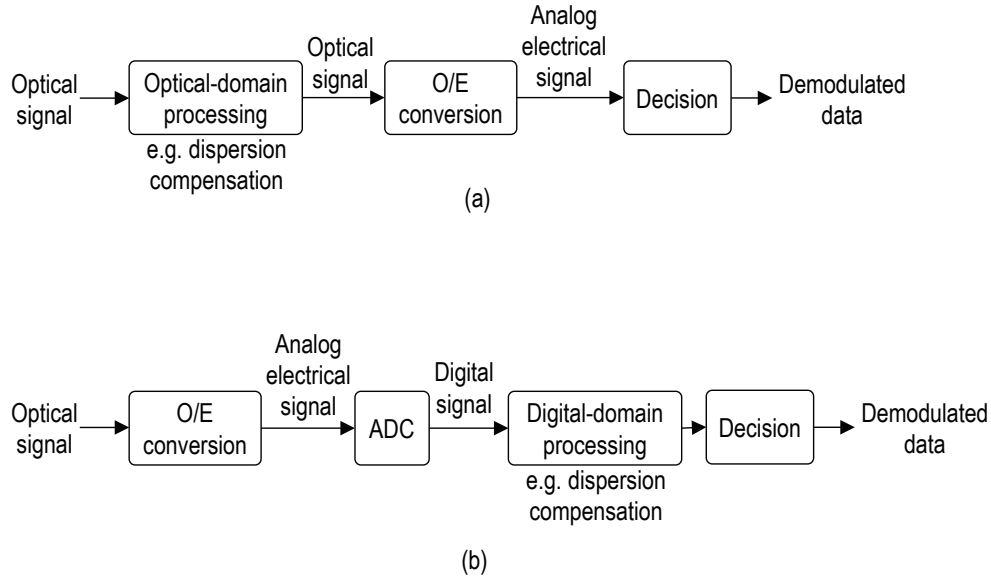 Optical
signal
Optical-domain
processing
e.g. dispersion
compensation
Optical
signal
O/E
conversion
Analog
electrical
signal
Decision
Demodulated
data
(a)
Optical
signal
O/E
conversion
Analog
electrical
signal
ADC
Digital
signal
Digital-domain
processing
e.g. dispersion
compensation
Decision
Demodulated
data
(b)